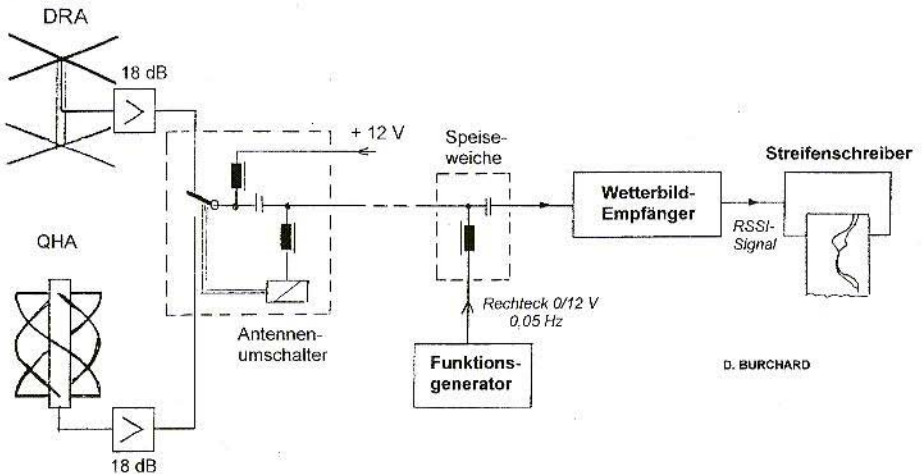 DRA
18 dB
+ 12 V
Speise-
weiche
Streifenschreiber
Wetterbild-
Empfänger
RSSI-
Signal
QHA
Antennen-
umschalter
Rechteck 0/12 V
0,05 Hz
Funktions-
generator
D. BURCHARD
18 dB